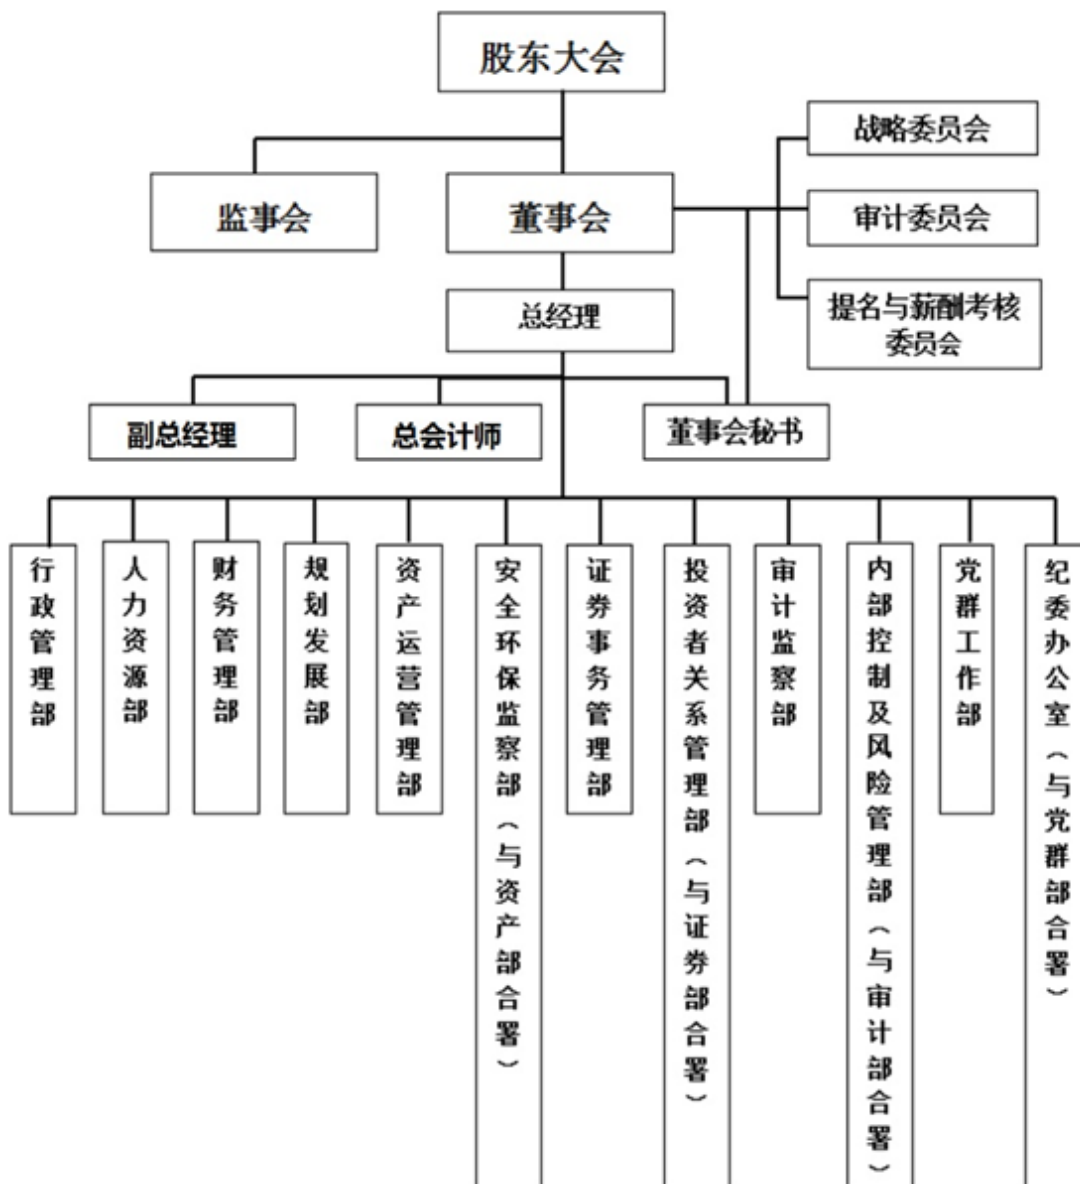 股东大会
战略委员会
监事会
董事会
审计委员会
总经理
提名与薪酬考核
委员会
副总经理
总会计师
董事会秘书
行政管理部
人力资源部
财务管理部
规划发展部
资产运营管理部
安全环保监察部（与资产部合署）
证券事务管理部
投资者关系管理部（与证券部合署）
审计监察部
内部控制及风险管理部（与审计部合署）
党群工作部
纪委办公室（与党群部合署）